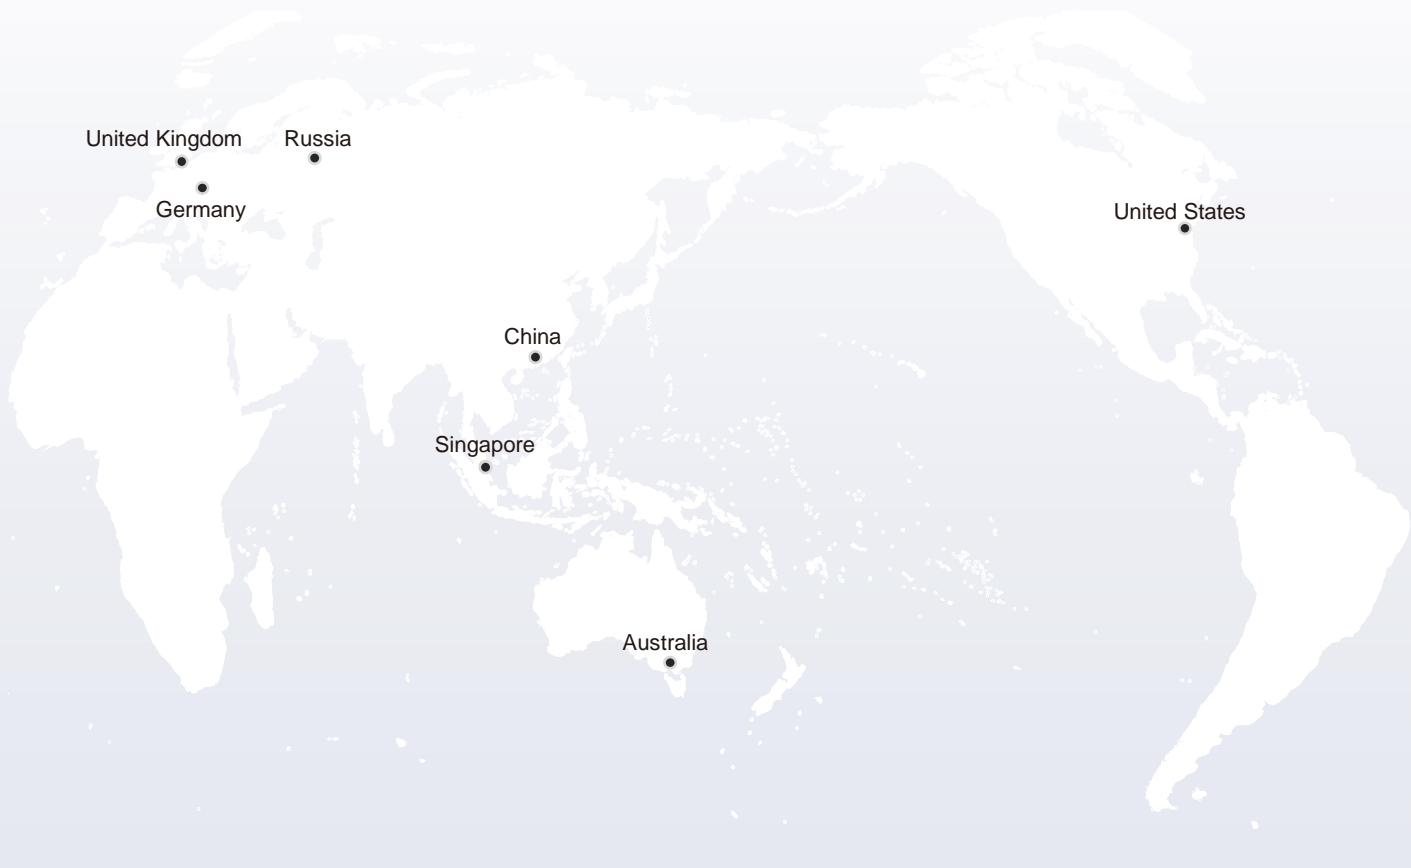 United Kingdom
Russia
Germany
United States
China
Singapore
Australia